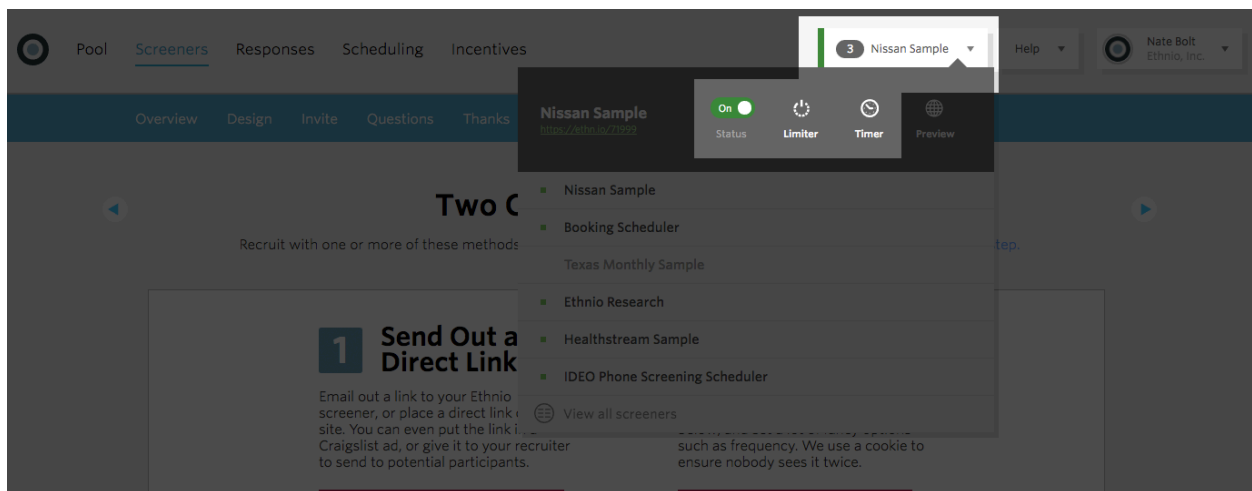 Pool Screeners Responses Scheduling Incentives
3 Nissan Sample
Help
Nate Bolt
Ethnio, Inc.
Overview Design Invite Questions Thanks
Nissan Sample
https://ethn.io/71999
On
Status Limiter Timer Preview
Nissan Sample
Booking Scheduler
Texas Monthly Sample
Ethnio Research
Healthstream Sample
IDEO Phone Screening Scheduler
View all screeners
Two
Recruit with one or more of these methods
step.
1
Send Out a
Direct Link
Email out a link to your Ethnio
screener, or place a direct link
site. You can even put the link
Craigslist ad, or give it to your recruiter
to send to potential participants.
such as frequency. We use a cookie to
ensure nobody sees it twice.